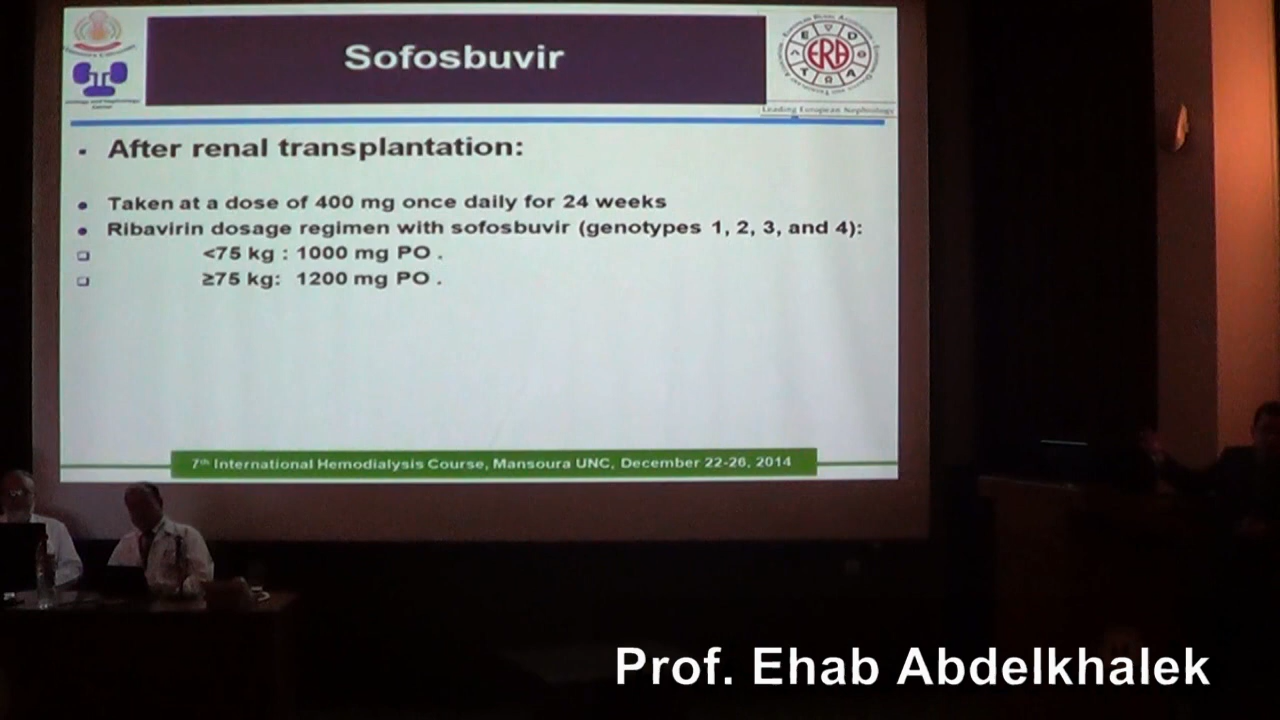 Sofosbuvir
ERA
Leading European Nephrology
After renal transplantation:
Taken at a dose of 400 mg once daily for 24 weeks
Ribavirin dosage regimen with sofosbuvir (genotypes 1, 2, 3, and 4):
<75 kg : 1000 mg PO .
≥75 kg: 1200 mg PO .
7th International Hemodialysis Course, Mansoura UNC, December 22-26, 2014
Prof. Ehab Abdelkhalek